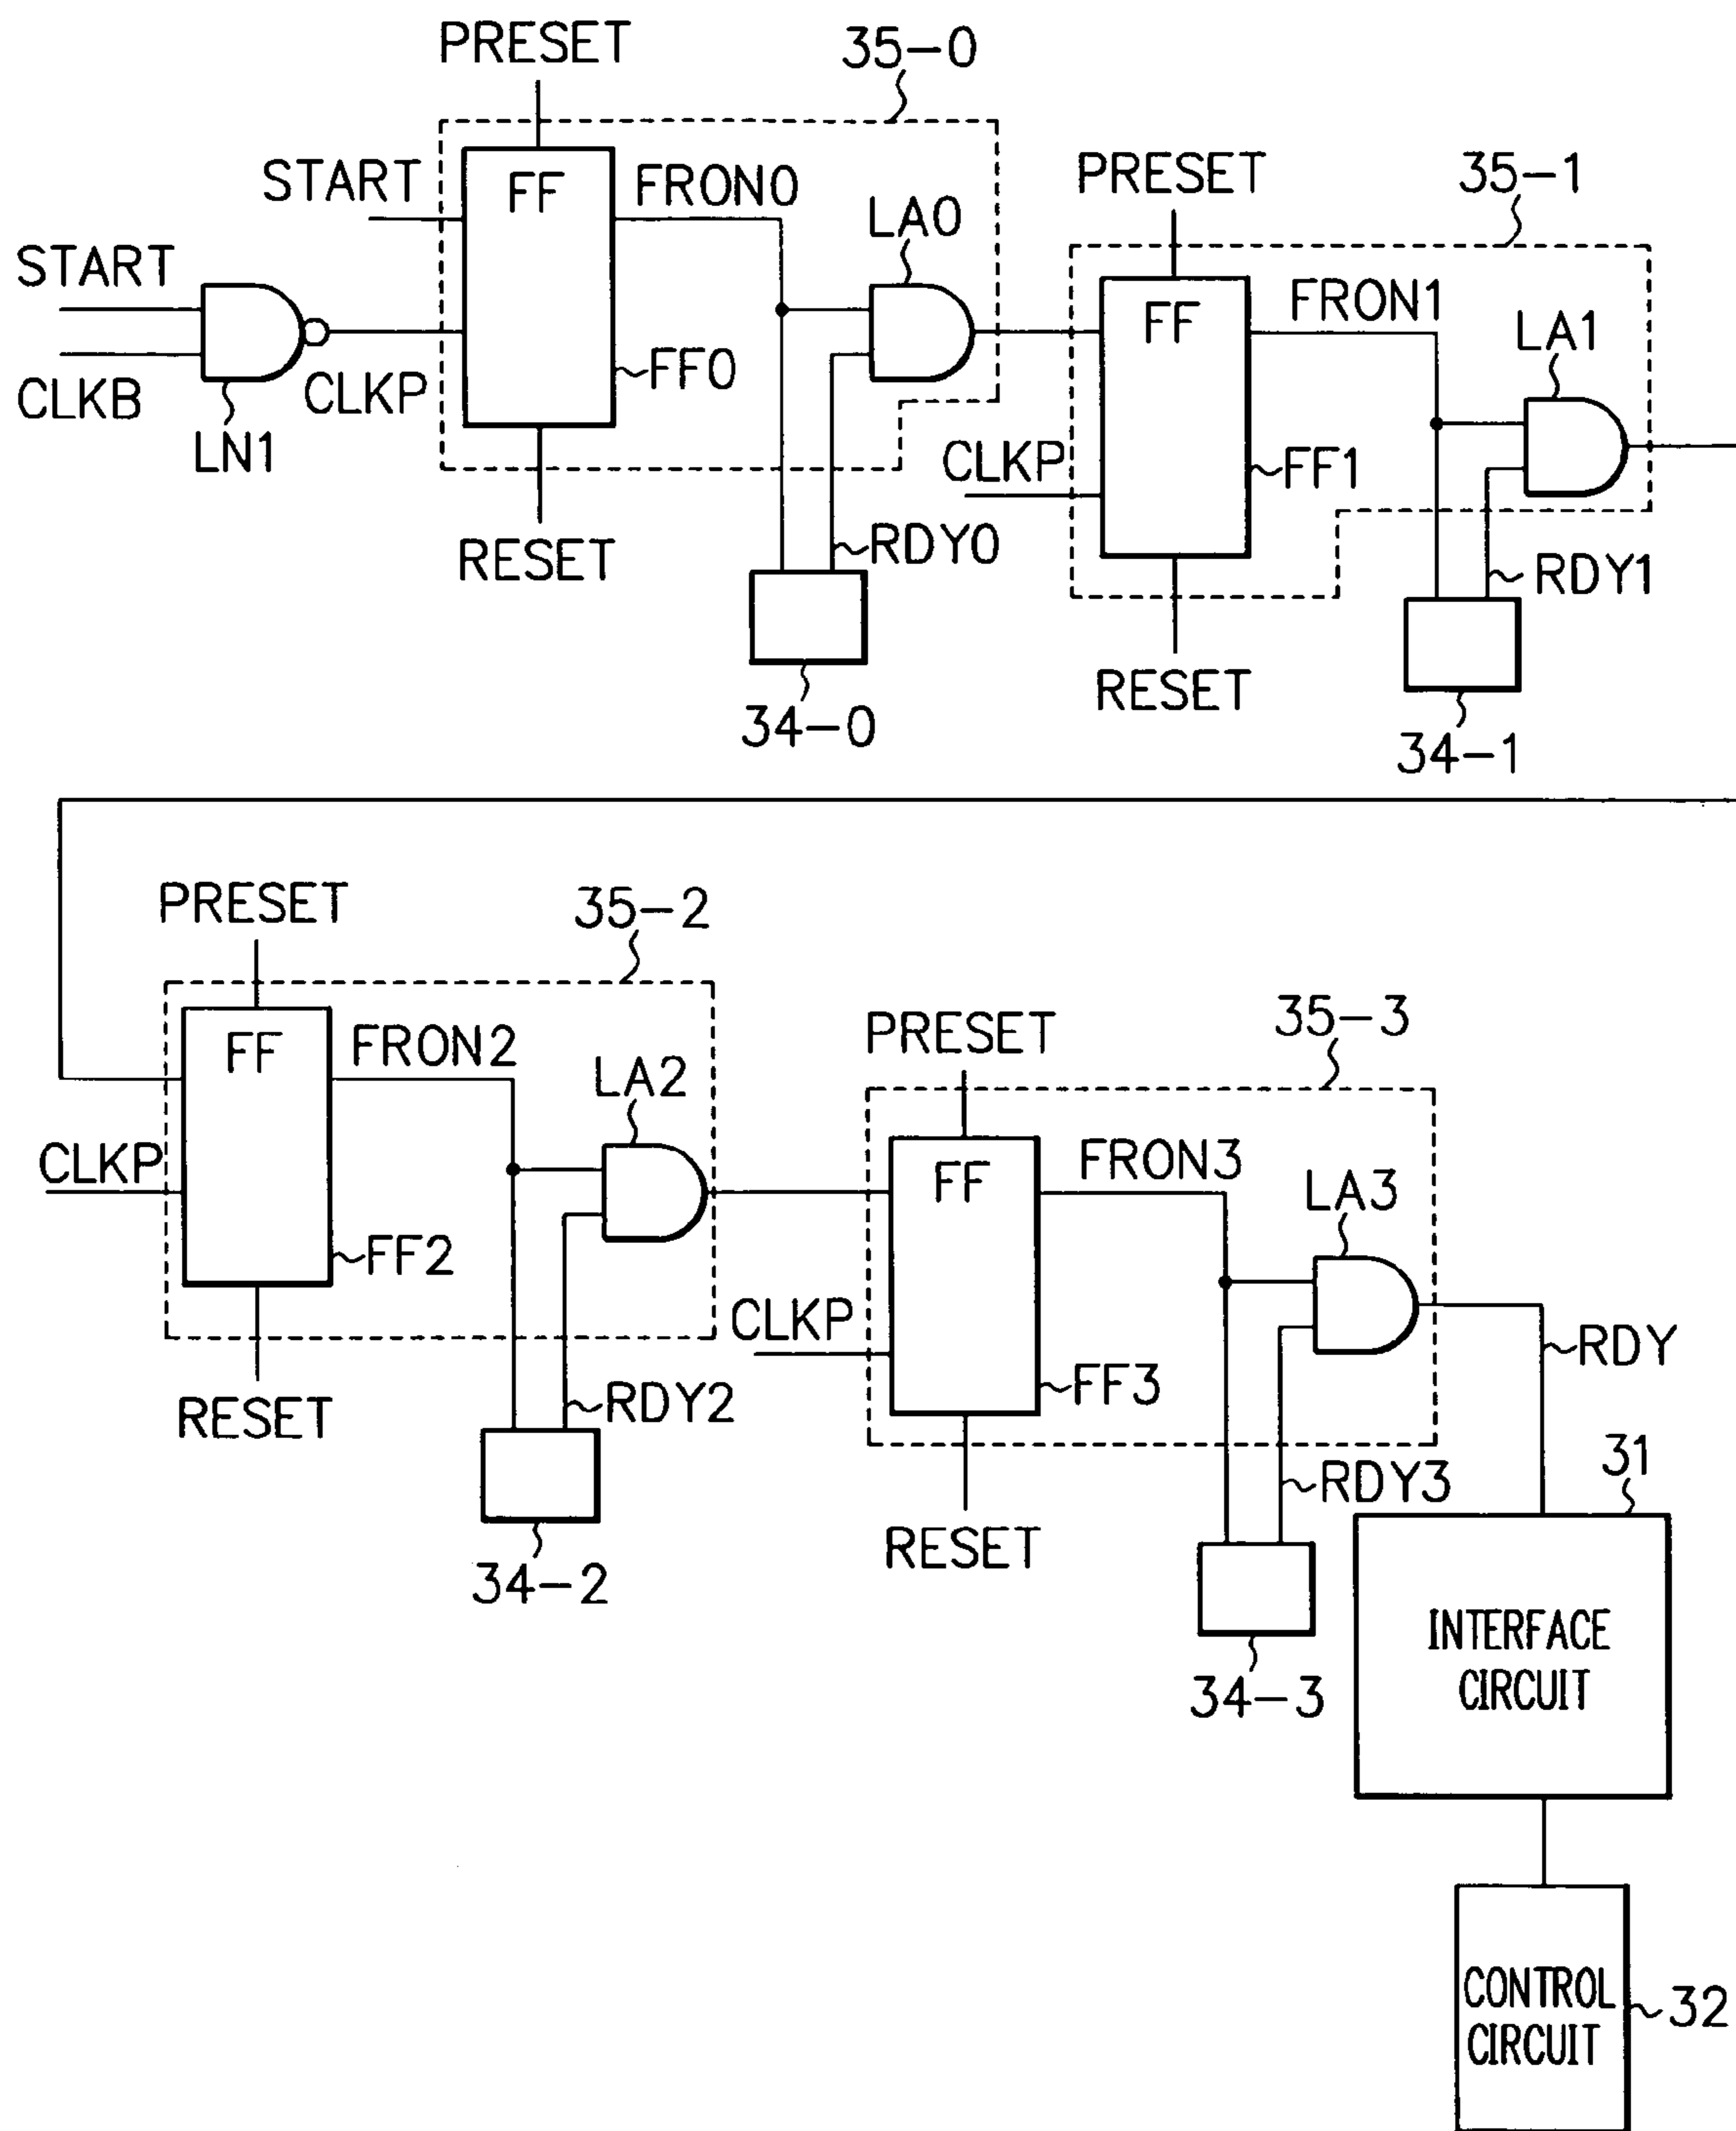 PRESET
35-0
START
FF
FRON0
LA0
START
CLKB
LN1
CLKP
FF0
RESET
RDY0
34-0
PRESET
35-1
FF
FRON1
LA1
CLKP
FF1
RDY1
RESET
34-1
PRESET
35-2
FF
FRON2
LA2
CLKP
FF2
RESET
RDY2
34-2
PRESET
35-3
FF
FRON3
LA3
CLKP
FF3
RDY
RDY3
RESET
34-3
31
INTERFACE
CIRCUIT
CONTROL
CIRCUIT
32